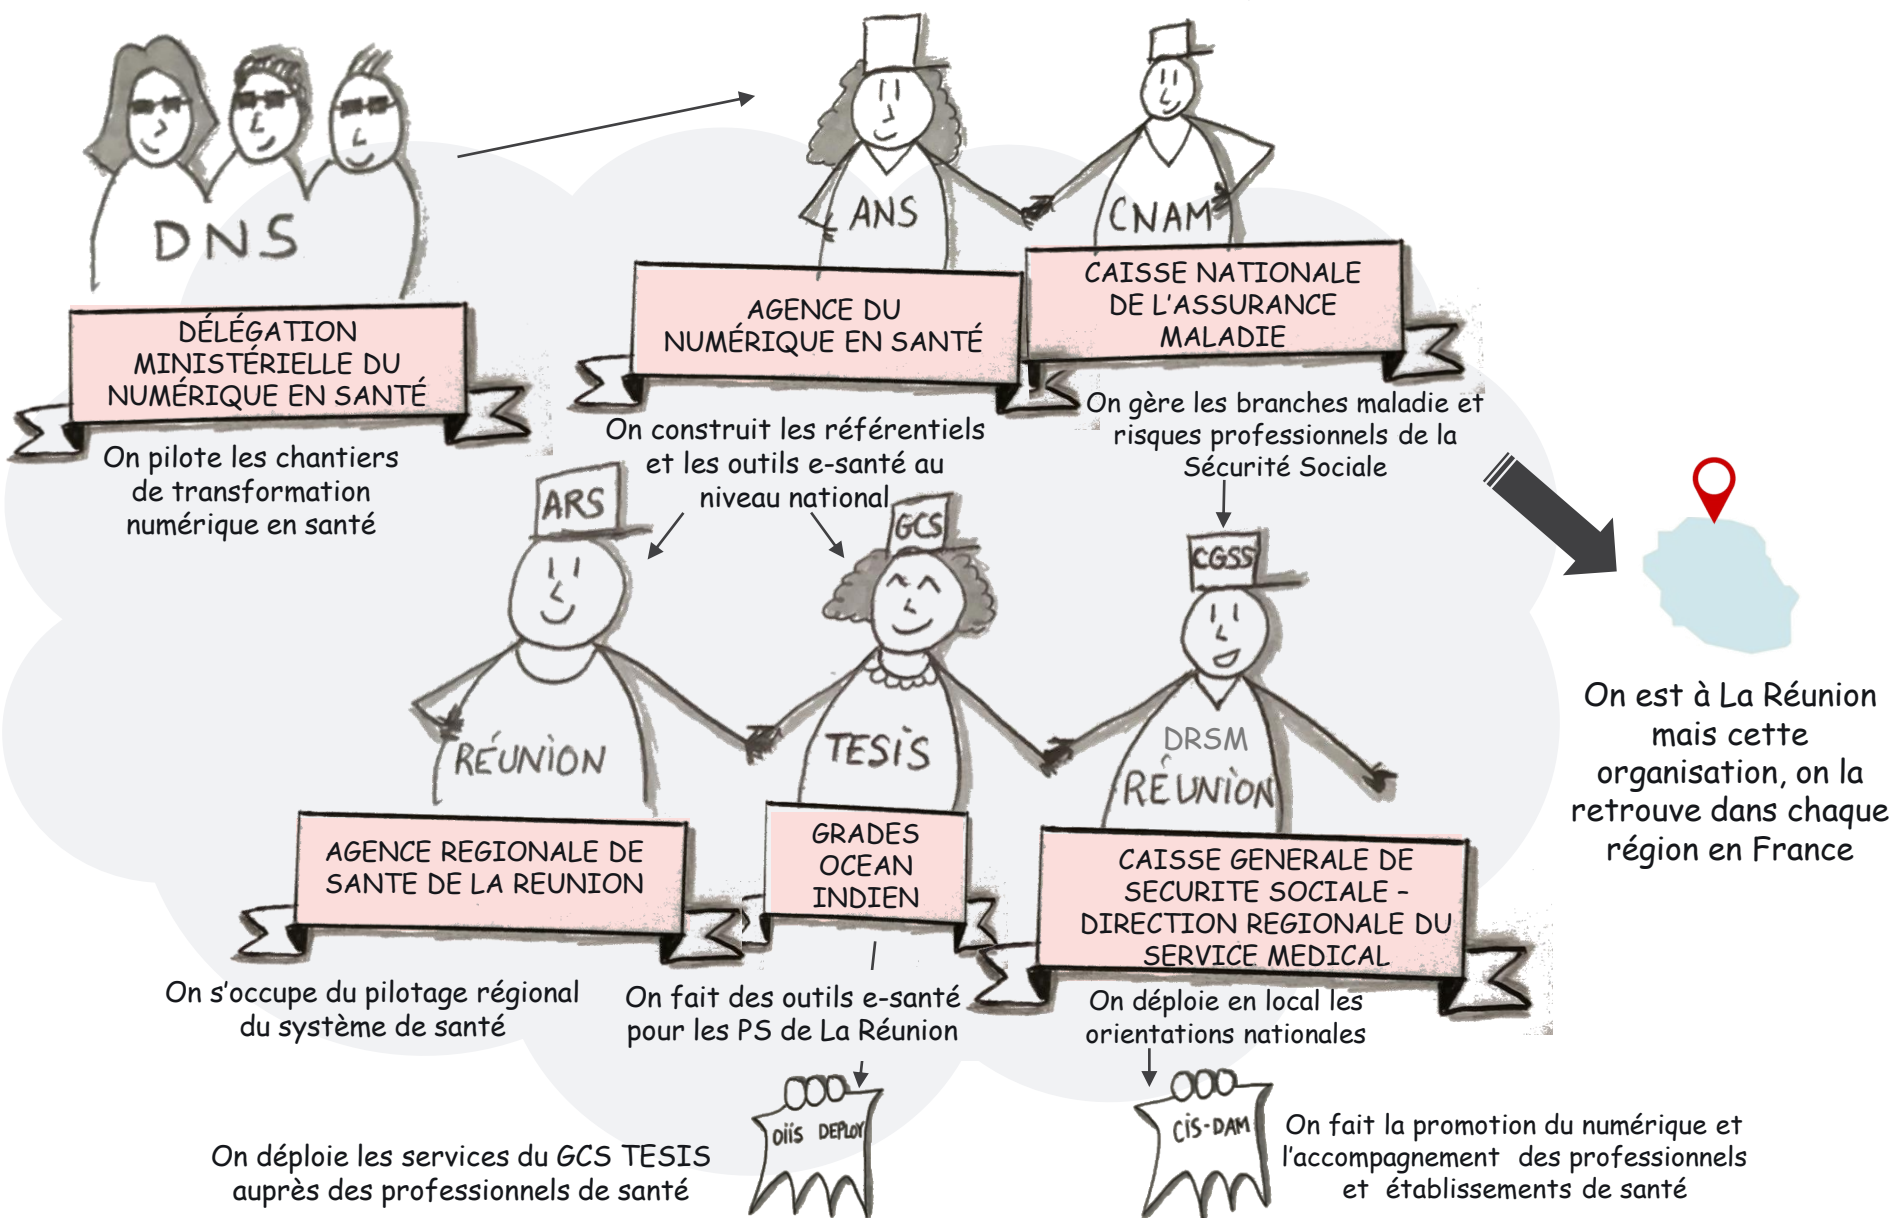 DNS
DÉLÉGATION
MINISTÉRIELLE DU
NUMÉRIQUE EN SANTÉ
On pilote les chantiers
de transformation
numérique en santé
ANS
AGENCE DU
NUMÉRIQUE EN SANTÉ
On construit les référentiels
et les outils e-santé au
niveau national
CNAM
CAISSE NATIONALE
DE L'ASSURANCE
MALADIE
On gère les branches maladie et
risques professionnels de la
Sécurité Sociale
On est à La Réunion
mais cette
organisation, on la
retrouve dans chaque
région en France
ARS
RÉUNION
AGENCE REGIONALE DE
SANTE DE LA REUNION
On s'occupe du pilotage régional
du système de santé
GCS
TESIS
GRADES
OCEAN
INDIEN
On fait des outils e-santé
pour les PS de La Réunion
CGSS
DRSM
RÉUNION
CAISSE GENERALE DE
SECURITE SOCIALE –
DIRECTION REGIONALE DU
SERVICE MEDICAL
On déploie en local les
orientations nationales
OIIS DEPLOY
On déploie les services du GCS TESIS
auprès des professionnels de santé
CIS-DAM
On fait la promotion du numérique et
l'accompagnement des professionnels
et établissements de santé